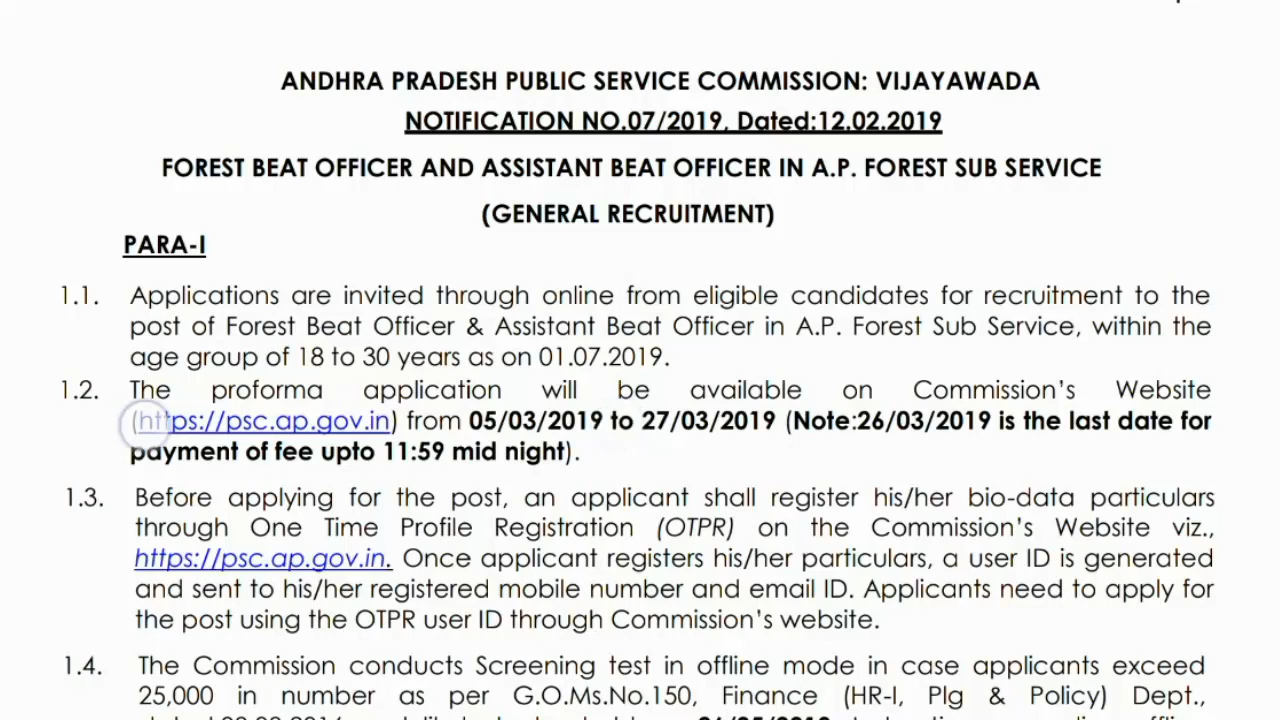 ANDHRA PRADESH PUBLIC SERVICE COMMISSION: VIJAYAWADA
NOTIFICATION NO.07/2019, Dated:12.02.2019
FOREST BEAT OFFICER AND ASSISTANT BEAT OFFICER IN A.P. FOREST SUB SERVICE
(GENERAL RECRUITMENT)
PARA-I
1.1. Applications are invited through online from eligible candidates for recruitment to the
post of Forest Beat Officer & Assistant Beat Officer in A.P. Forest Sub Service, within the
age group of 18 to 30 years as on 01.07.2019.
1.2. The proforma application will be available on Commission's Website
(https://psc.ap.gov.in) from 05/03/2019 to 27/03/2019 (Note:26/03/2019 is the last date for
payment of fee upto 11:59 mid night).
1.3. Before applying for the post, an applicant shall register his/her bio-data particulars
through One Time Profile Registration (OTPR) on the Commission's Website viz.,
https://psc.ap.gov.in. Once applicant registers his/her particulars, a user ID is generated
and sent to his/her registered mobile number and email ID. Applicants need to apply for
the post using the OTPR user ID through Commission's website.
1.4. The Commission conducts Screening test in offline mode in case applicants exceed
25,000 in number as per G.O.Ms.No.150, Finance (HR-I, Plg & Policy) Dept.,